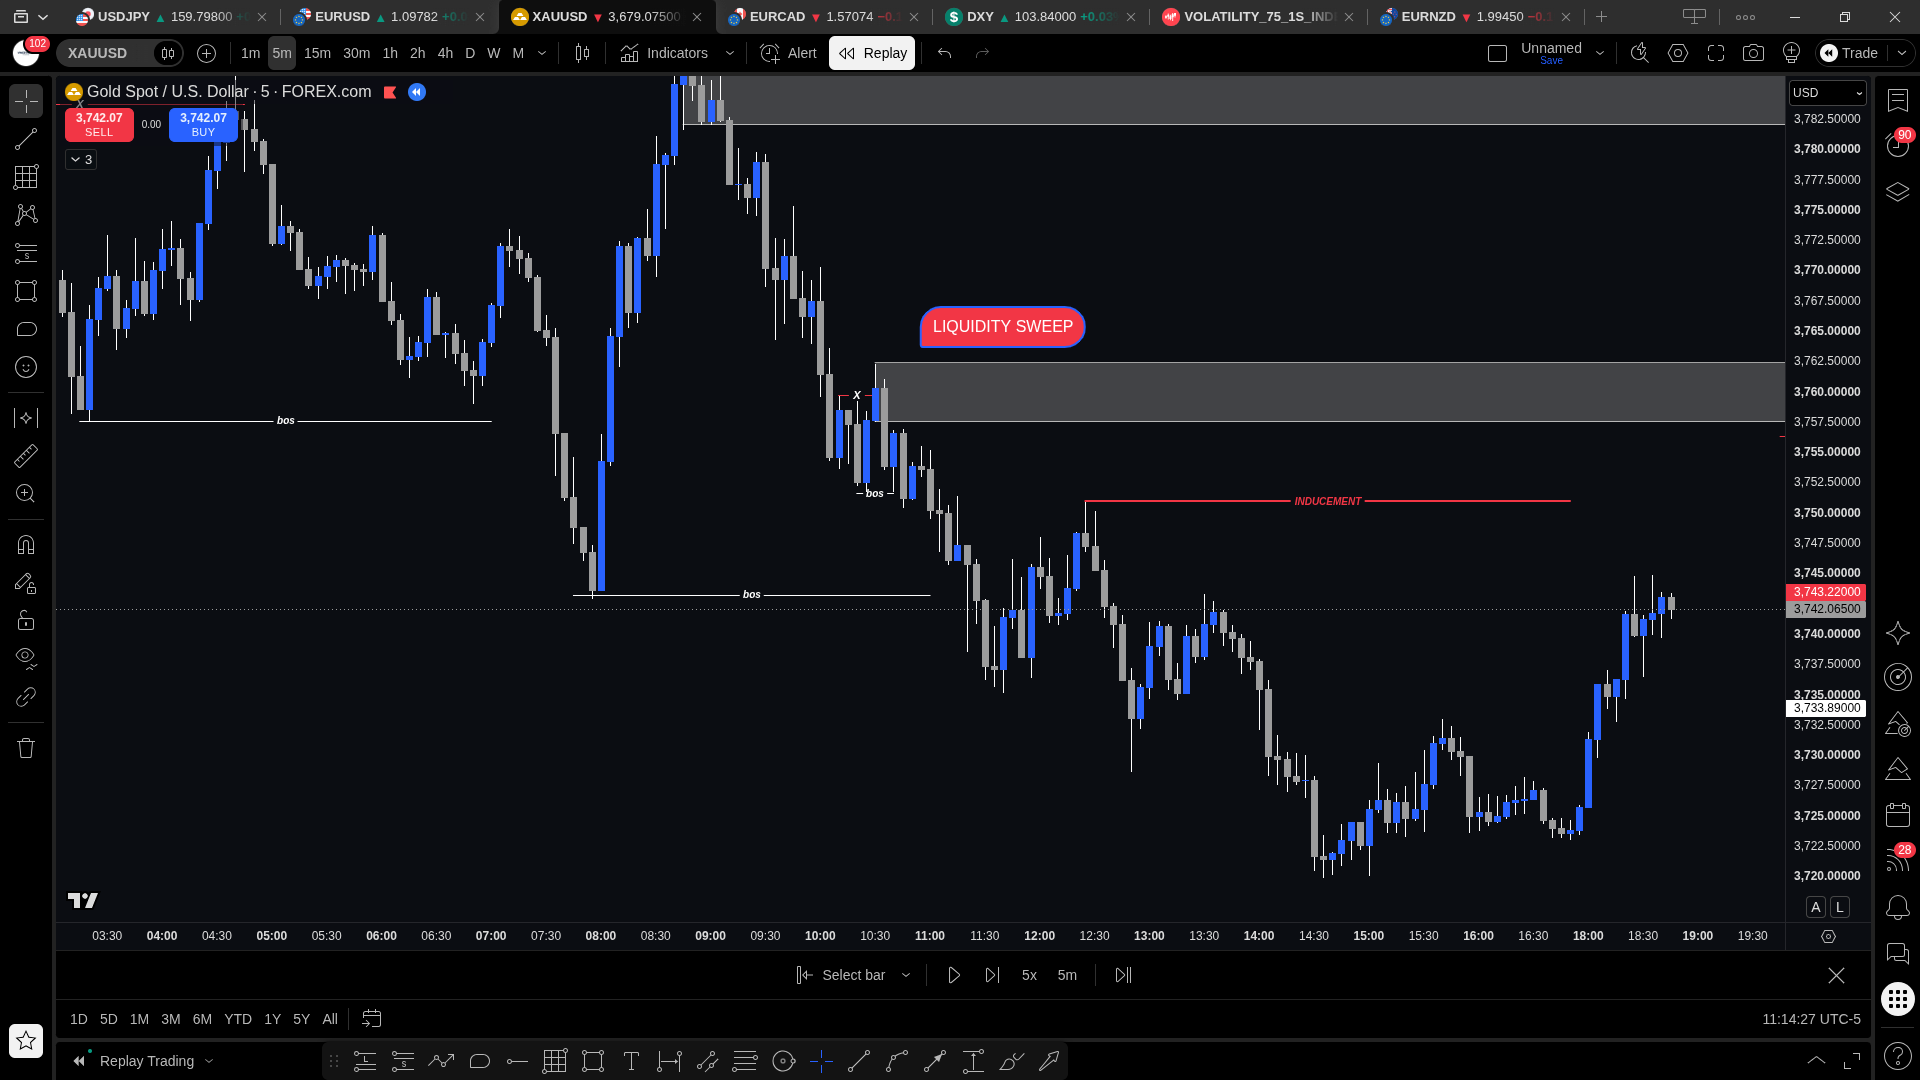 USDJPY ▲ 159.79800
EURUSD ▲ 1.09782 +0.0
XAUUSD ▼ 3,679.07500
EURCAD ▼ 1.57074 −0.
DXY ▲ 103.84000 +0.03
VOLATILITY_75_1S_IND
EURNZD ▼ 1.99450 −0.1
102
XAUUSD
1m 5m 15m 30m 1h 2h 4h D W M
Indicators
Alert
Replay
Unnamed
Save
Trade
Gold Spot / U.S. Dollar · 5 · FOREX.com
3,742.07
SELL
0.00
3,742.07
BUY
3
X
USD
3,782.50000
3,780.00000
3,777.50000
3,775.00000
3,772.50000
3,770.00000
3,767.50000
3,765.00000
3,762.50000
3,760.00000
3,757.50000
3,755.00000
3,752.50000
3,750.00000
3,747.50000
3,745.00000
3,743.22000
3,742.06500
3,740.00000
3,737.50000
3,735.00000
3,733.89000
3,732.50000
3,730.00000
3,727.50000
3,725.00000
3,722.50000
3,720.00000
LIQUIDITY SWEEP
X
bos
bos
INDUCEMENT
bos
90
28
A L
03:30 04:00 04:30 05:00 05:30 06:00 06:30 07:00 07:30 08:00 08:30 09:00 09:30 10:00 10:30 11:00 11:30 12:00 12:30 13:00 13:30 14:00 14:30 15:00 15:30 16:00 16:30 18:00 18:30 19:00 19:30
Select bar
5x 5m
1D 5D 1M 3M 6M YTD 1Y 5Y All
11:14:27 UTC-5
Replay Trading